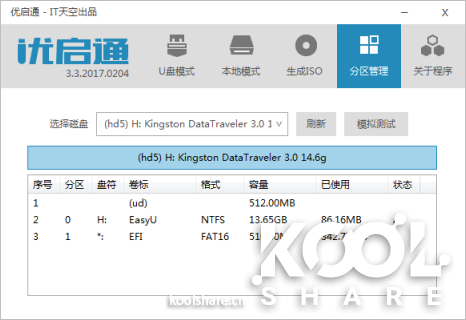 优启通 - IT天空出品
优启通
3.3.2017.0204
U盘模式
本地模式
生成ISO
分区管理
关于程序
选择磁盘 (hd5) H: Kingston DataTraveler 3.0 1 刷新 模拟测试
(hd5) H: Kingston DataTraveler 3.0 14.6g
序号 分区 盘符 卷标 格式 容量 已使用 状态
1 (ud) 512.00MB
2 0 H: EasyU NTFS 13.65GB 86.16MB
3 1 *: EFI FAT16
KOOL
SHARE
koolshare.cn